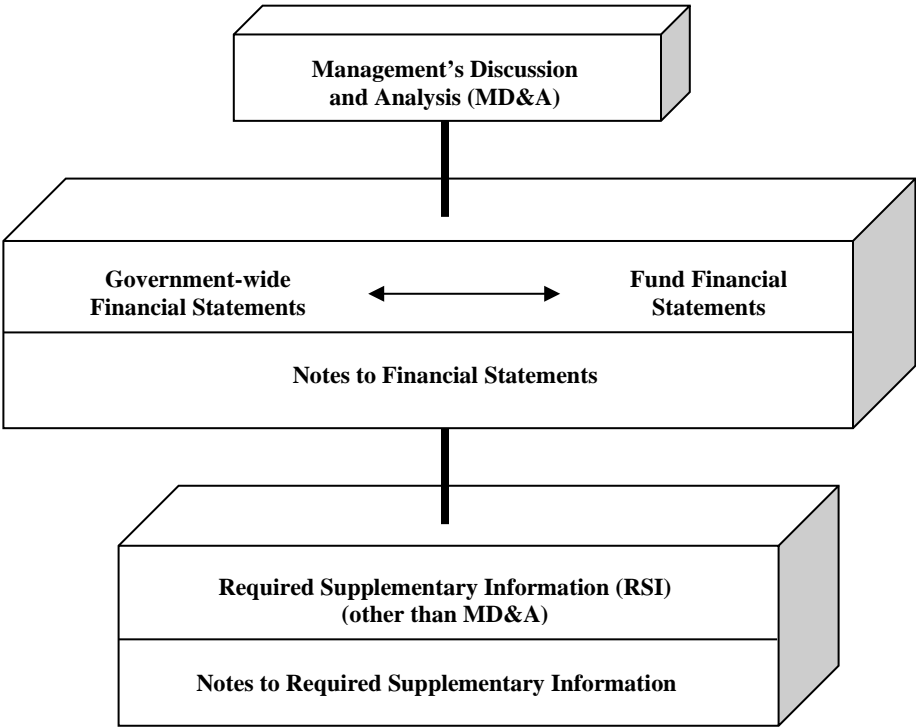 Management’s Discussion
and Analysis (MD&A)
Government-wide
Financial Statements
Fund Financial
Statements
Notes to Financial Statements
Required Supplementary Information (RSI)
(other than MD&A)
Notes to Required Supplementary Information